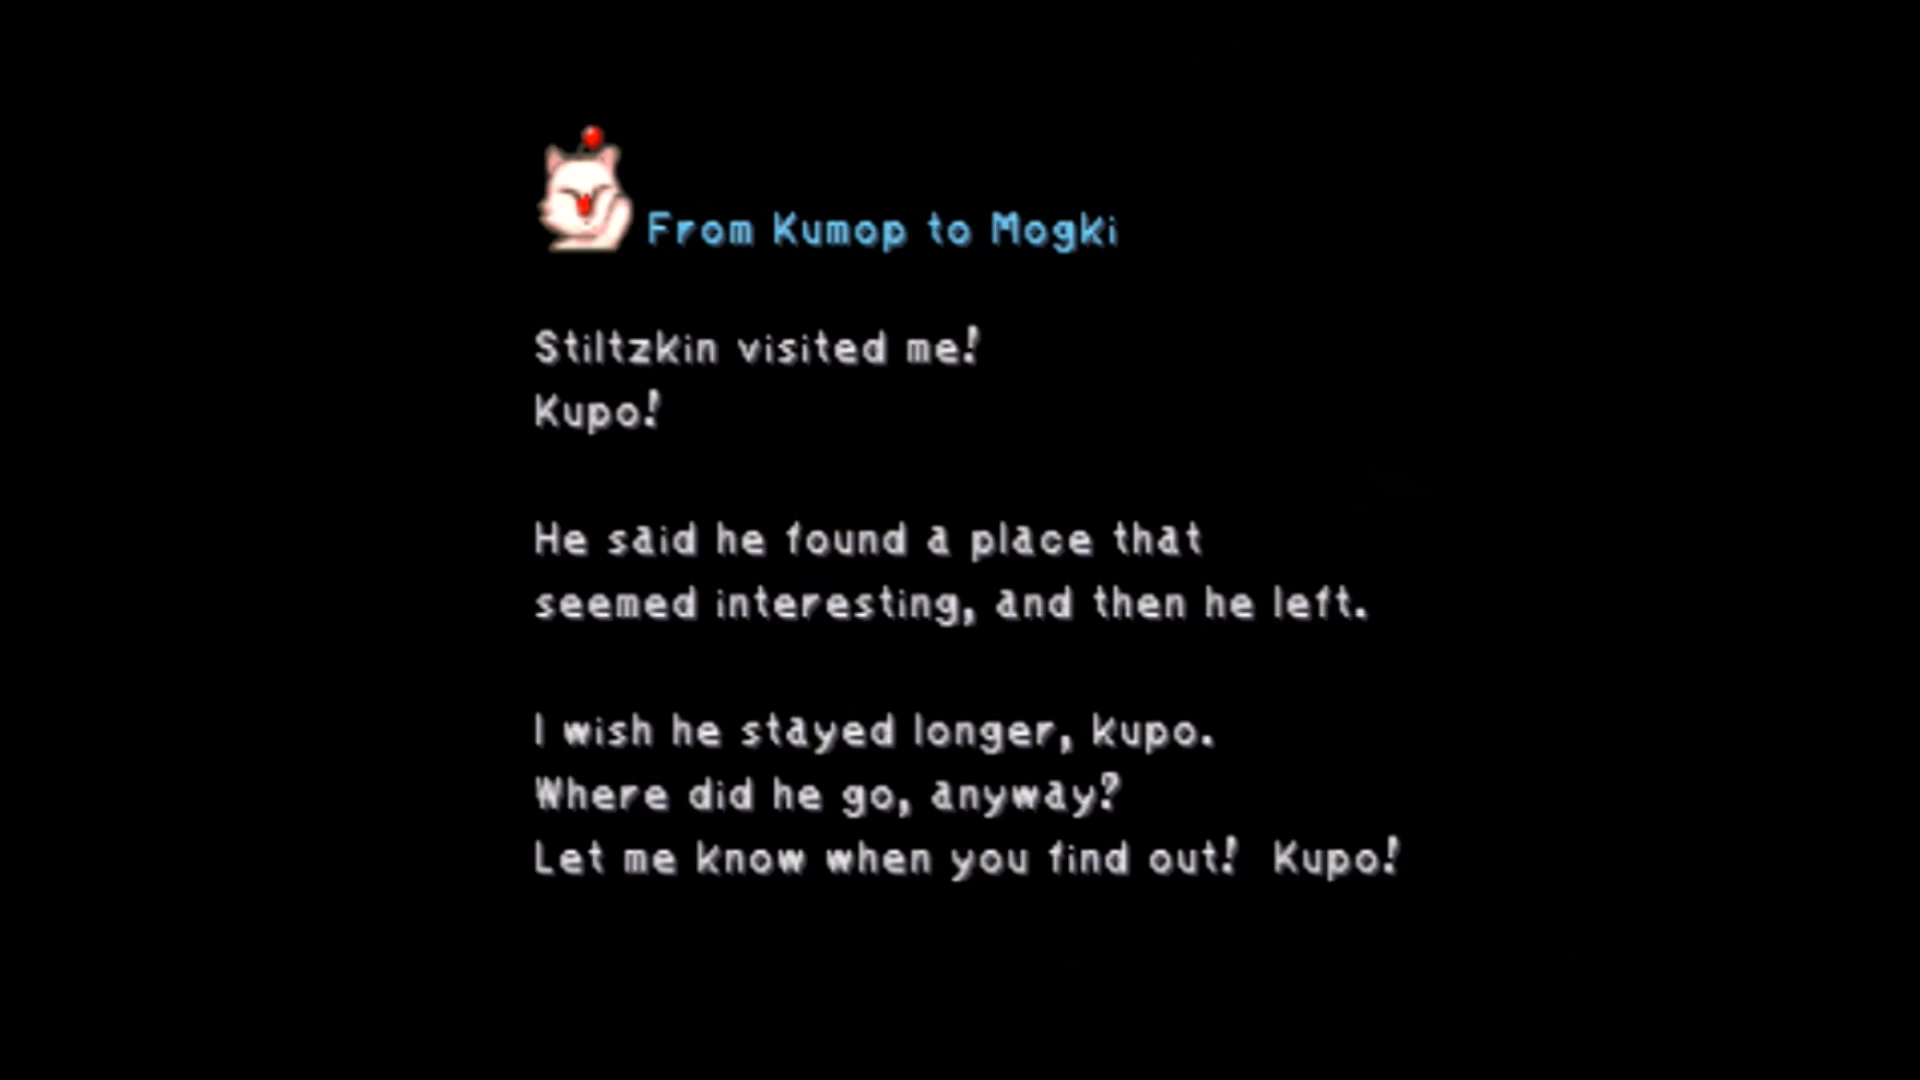 From Kumop to Mogki
Stiltzkin visited me!
Kupo!
He said he found a place that
seemed interesting, and then he left.
I wish he stayed longer, kupo.
Where did he go, anyway?
Let me know when you find out!  Kupo!